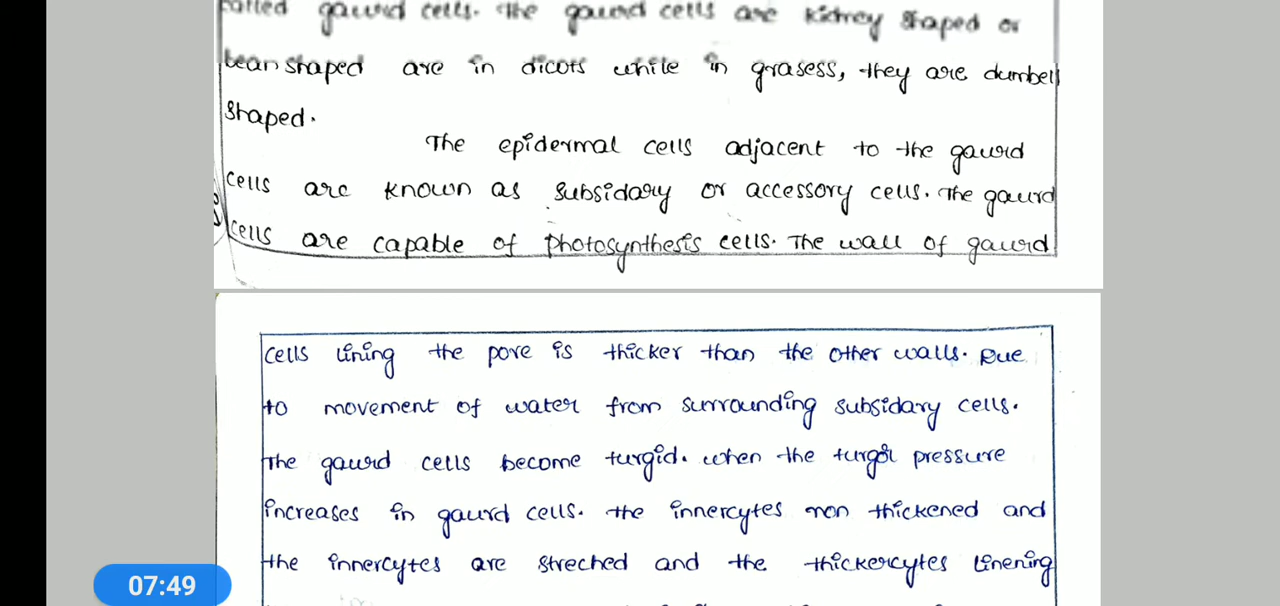 gaurd cells. The gaurd cells are kidney shaped or
bean shaped are in dicots while in grasess, they are dumbell
shaped.
The epidermal cells adjacent to the gaurd
cells are known as subsidary or accessory cells. The gaurd
cells are capable of photosynthesis cells. The wall of gaurd
cells lining the pore is thicker than the other walls. Due
to movement of water from surrounding subsidary cells.
The gaurd cells become turgid. when the turgor pressure
increases in gaurd cells. the innercytes non thickened and
the innercytes are streched and the thickercytes linening
07:49